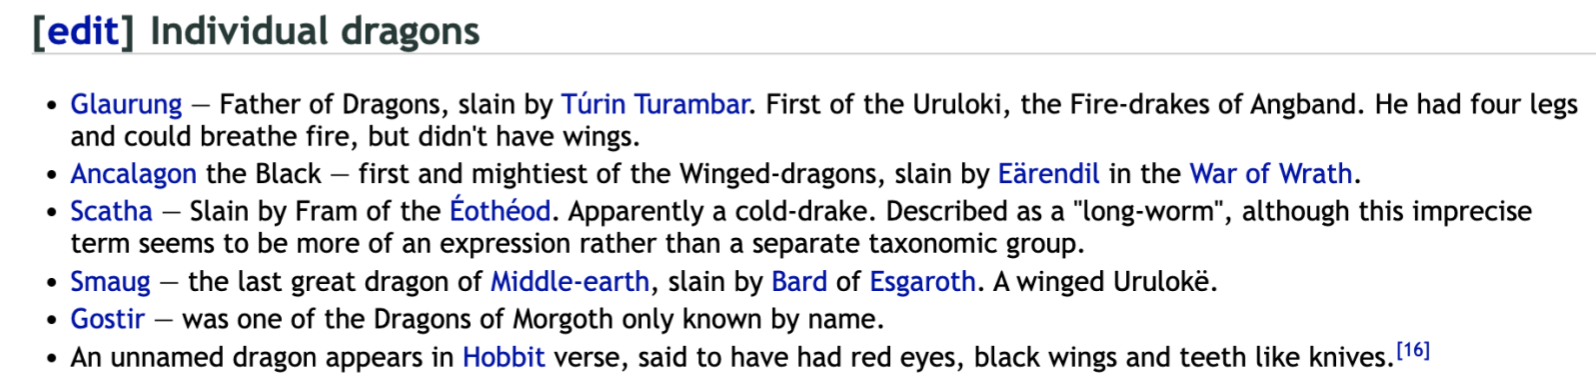 [edit] Individual dragons
• Glaurung — Father of Dragons, slain by Túrin Turambar. First of the Uruloki, the Fire-drakes of Angband. He had four legs
and could breathe fire, but didn't have wings.
• Ancalagon the Black — first and mightiest of the Winged-dragons, slain by Eärendil in the War of Wrath.
• Scatha — Slain by Fram of the Éothéod. Apparently a cold-drake. Described as a "long-worm", although this imprecise
term seems to be more of an expression rather than a separate taxonomic group.
• Smaug — the last great dragon of Middle-earth, slain by Bard of Esgaroth. A winged Urulokë.
• Gostir — was one of the Dragons of Morgoth only known by name.
• An unnamed dragon appears in Hobbit verse, said to have had red eyes, black wings and teeth like knives.[16]